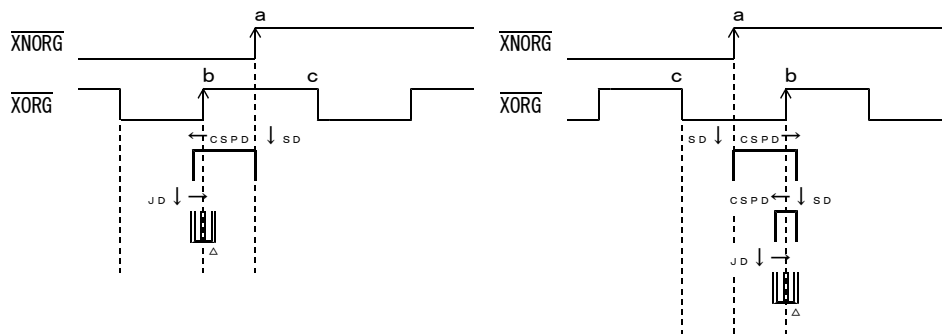 a a
XNORG XNORG
b c c b
XORG XORG
CSPD SD SD CSPD
JD CSPD SD
JD